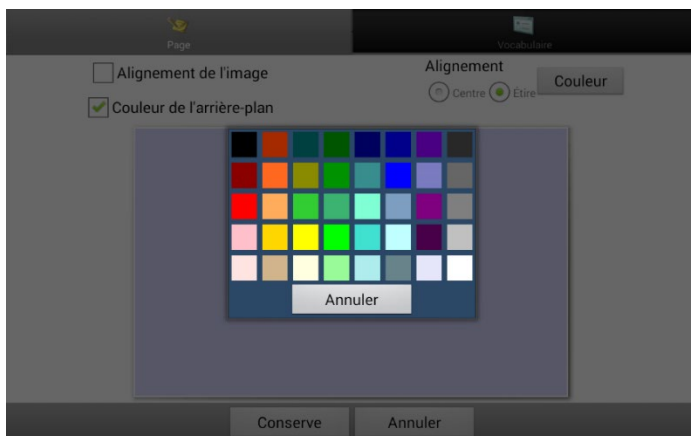 Page
Vocabulaire
Alignement de l'image
Alignement
Centre
Étire
Couleur
Couleur de l'arrière-plan
Annuler
Conserve
Annuler